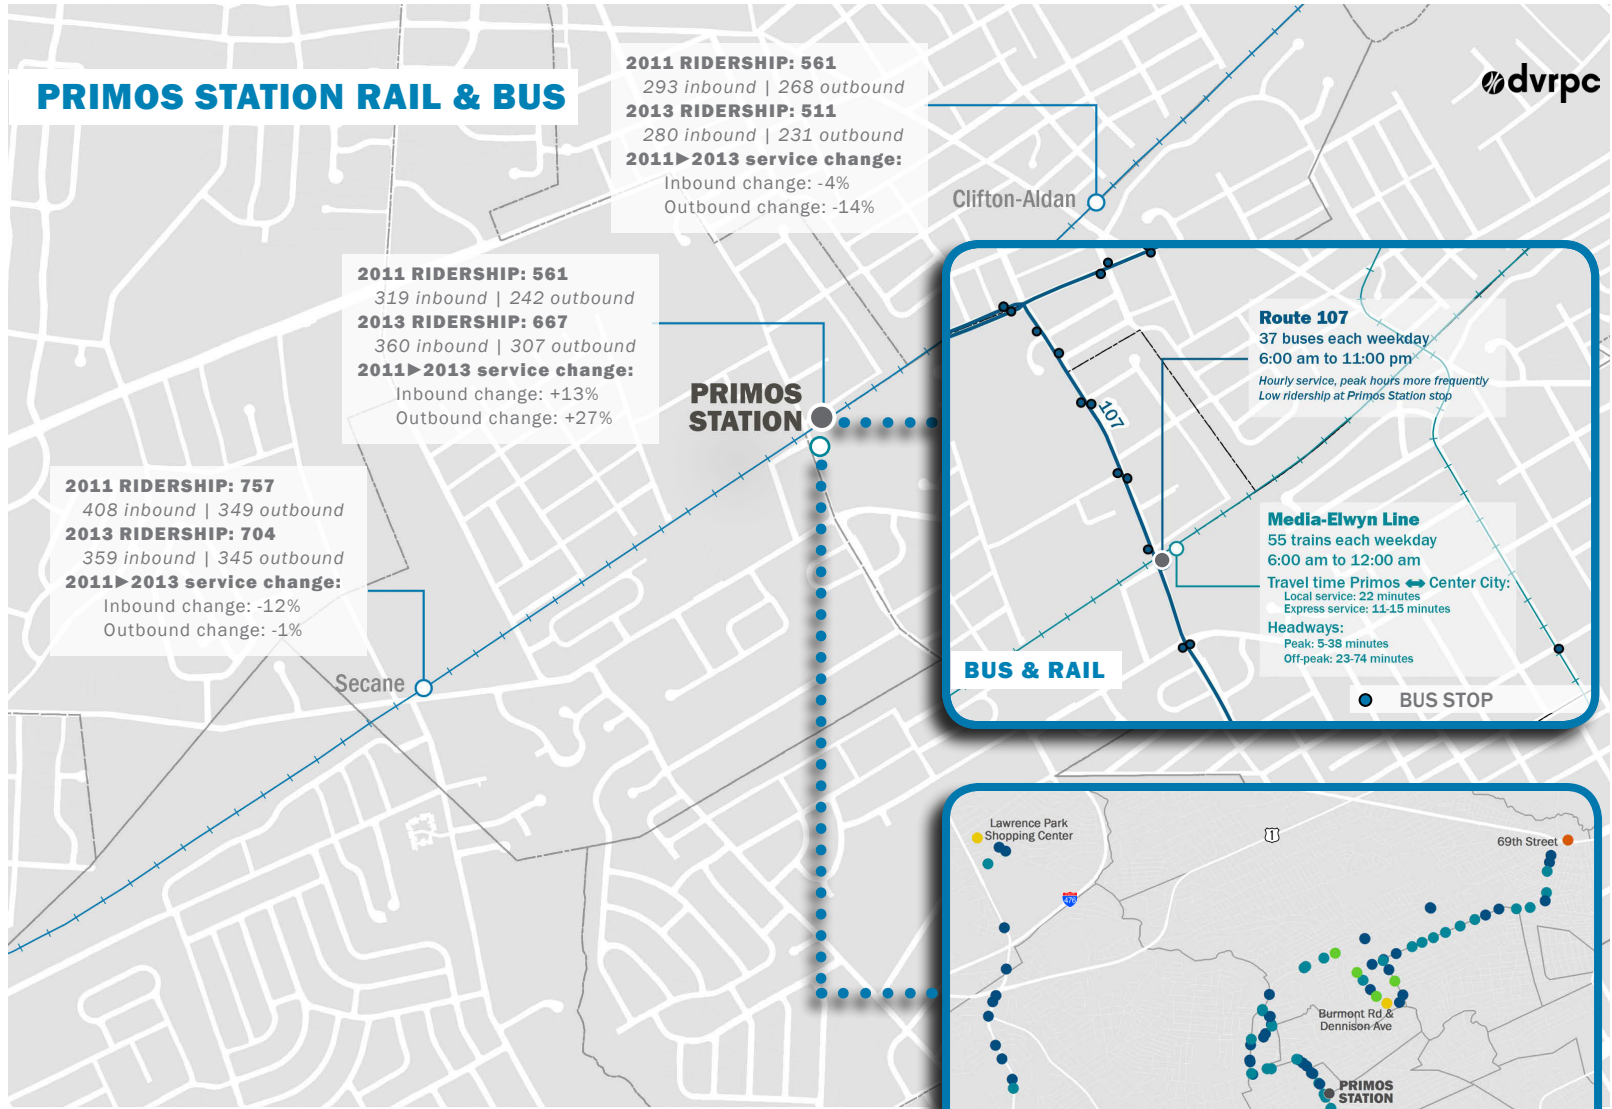 PRIMOS STATION RAIL & BUS
dvrpc
2011 RIDERSHIP: 561
293 inbound | 268 outbound
2013 RIDERSHIP: 511
280 inbound | 231 outbound
2011▶2013 service change:
Inbound change: -4%
Outbound change: -14%
Clifton-Aldan
2011 RIDERSHIP: 561
319 inbound | 242 outbound
2013 RIDERSHIP: 667
360 inbound | 307 outbound
2011▶2013 service change:
Inbound change: +13%
Outbound change: +27%
PRIMOS
STATION
2011 RIDERSHIP: 757
408 inbound | 349 outbound
2013 RIDERSHIP: 704
359 inbound | 345 outbound
2011▶2013 service change:
Inbound change: -12%
Outbound change: -1%
Secane
Route 107
37 buses each weekday
6:00 am to 11:00 pm
Hourly service, peak hours more frequently
Low ridership at Primos Station stop
107
Media-Elwyn Line
55 trains each weekday
6:00 am to 12:00 am
Travel time Primos ⬌ Center City:
Local service: 22 minutes
Express service: 11-15 minutes
Headways:
Peak: 5-38 minutes
Off-peak: 23-74 minutes
BUS & RAIL
BUS STOP
Lawrence Park
Shopping Center
1
69th Street
476
Burmont Rd &
Dennison Ave
PRIMOS
STATION